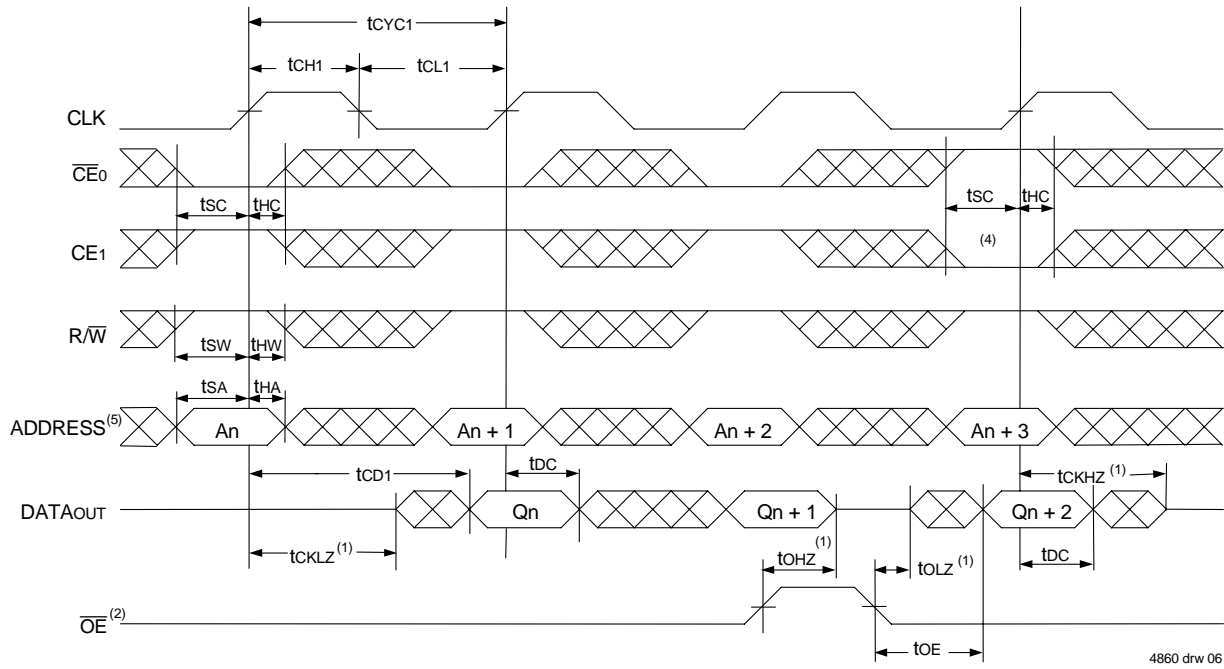 tCYC1
tCH1 tCL1
CLK
CE0
tSC tHC tSC tHC
CE1 (4)
R/W
tSW tHW
tSA tHA
ADDRESS(5) An An + 1 An + 2 An + 3
tCD1 tDC tCKHZ (1)
DATAOUT Qn Qn + 1 Qn + 2
tCKLZ (1) tOHZ (1) tOLZ (1) tDC
OE (2)
tOE
4860 drw 06